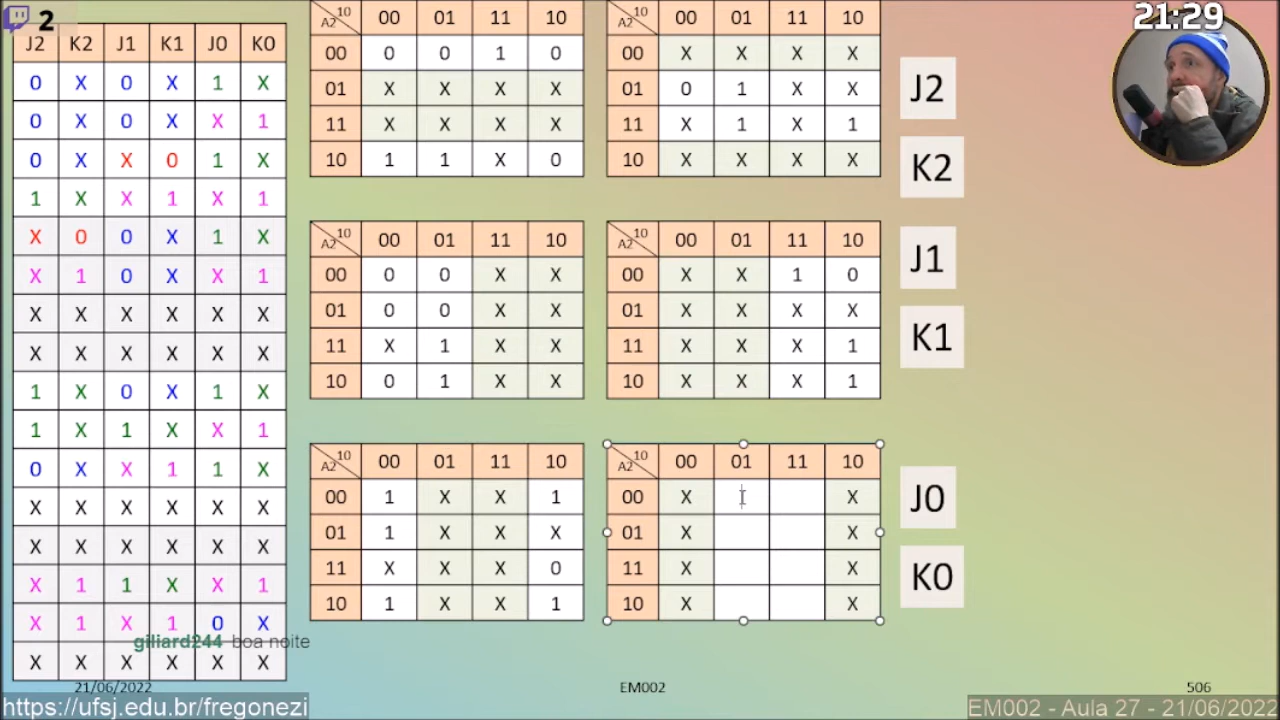 2
21:29
J2 K2 J1 K1 J0 K0
0 X 0 X 1 X
0 X 0 X X 1
0 X X 0 1 X
1 X X 1 X 1
X 0 0 X 1 X
X 1 0 X X 1
X X X X X X
X X X X X X
1 X 0 X 1 X
1 X 1 X X 1
0 X X 1 1 X
X X X X X X
X X X X X X
X 1 1 X X 1
X 1 X 1 0 X
X X X X X X
10 A2 00 01 11 10
00 0 0 1 0
01 X X X X
11 X X X X
10 1 1 X 0
10 A2 00 01 11 10
00 X X X X
01 0 1 X X
11 X 1 X 1
10 X X X X
J2
K2
10 A2 00 01 11 10
00 0 0 X X
01 0 0 X X
11 X 1 X X
10 0 1 X X
10 A2 00 01 11 10
00 X X 1 0
01 X X X X
11 X X X 1
10 X X X 1
J1
K1
10 A2 00 01 11 10
00 1 X X 1
01 1 X X X
11 X X X 0
10 1 X X 1
10 A2 00 01 11 10
00 X X
01 X X
11 X X
10 X X
J0
K0
giliard244 boa noite
21/06/2022
EM002
506
https://ufsj.edu.br/fregonezi
EM002 - Aula 27 - 21/06/2022